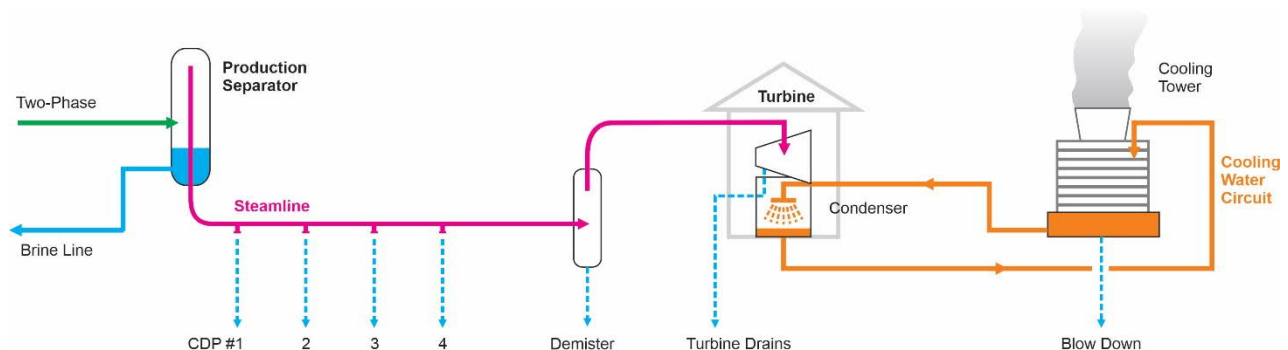 Production
Separator
Two-Phase
Brine Line
Steamline
CDP #1
2
3
4
Demister
Turbine
Condenser
Turbine Drains
Cooling
Tower
Cooling
Water
Circuit
Blow Down